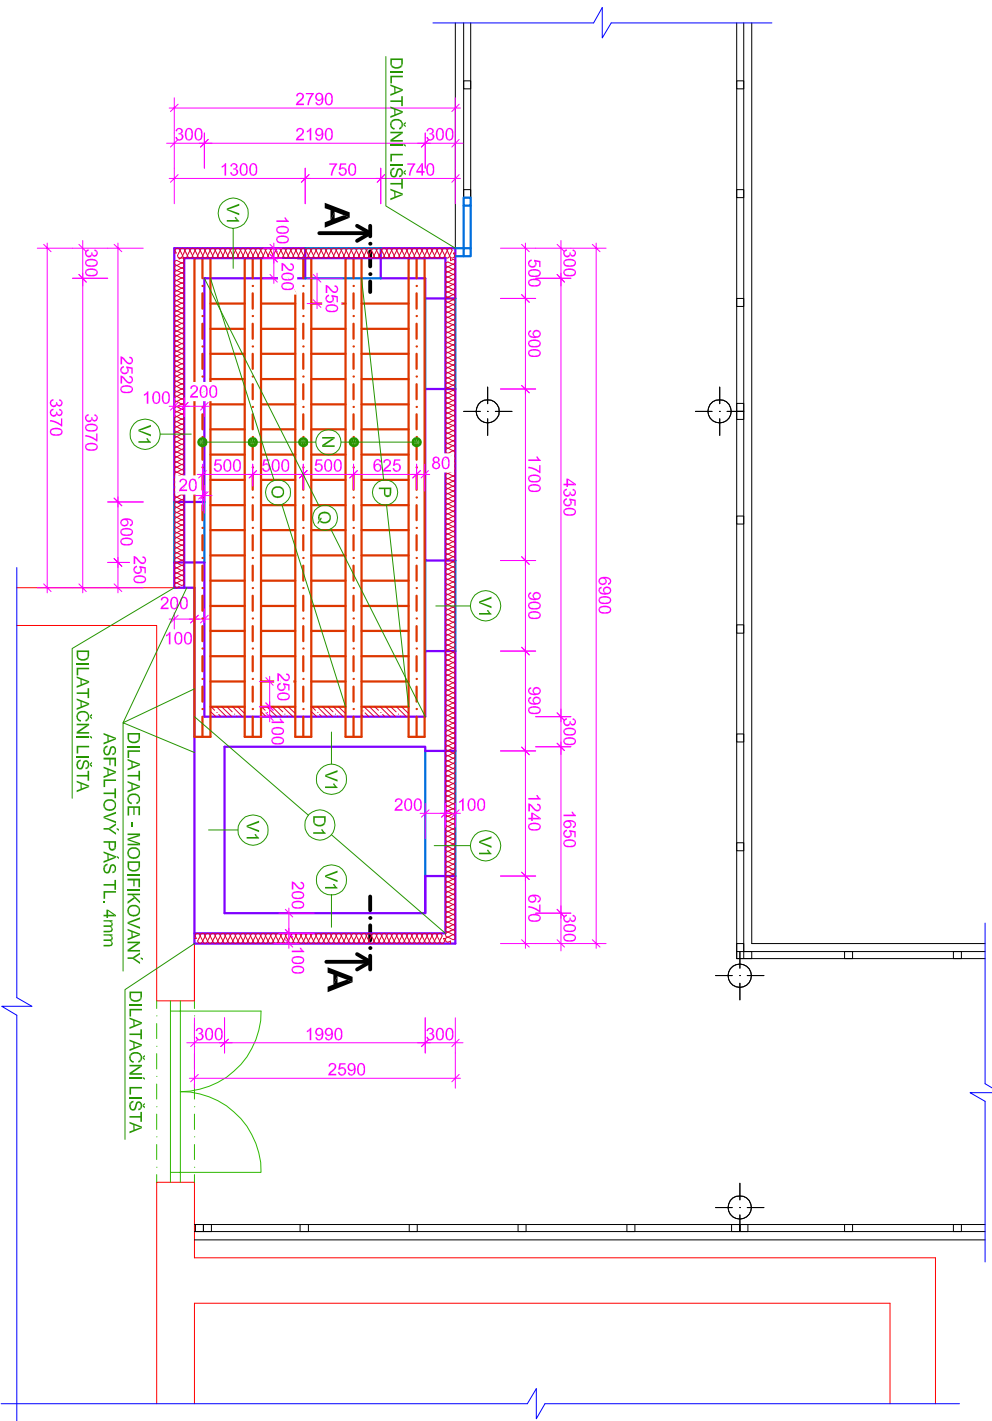 DILATAČNÍ LIŠTA
2790
300
2190
300
1300
750
740
A
V1
100
200
250
300
500
300
900
2520
3070
3370
100
200
V1
N
500
500
500
625
80
1700
4350
6900
20
O
Q
P
600
250
200
100
V1
900
250
100
990
300
DILATAČNÍ LIŠTA
DILATACE - MODIFIKOVANÝ
ASFALTOVÝ PÁS TL. 4mm
V1
200
100
1240
1650
V1
D1
V1
V1
200
100
670
300
A
DILATAČNÍ LIŠTA
300
1990
300
2590